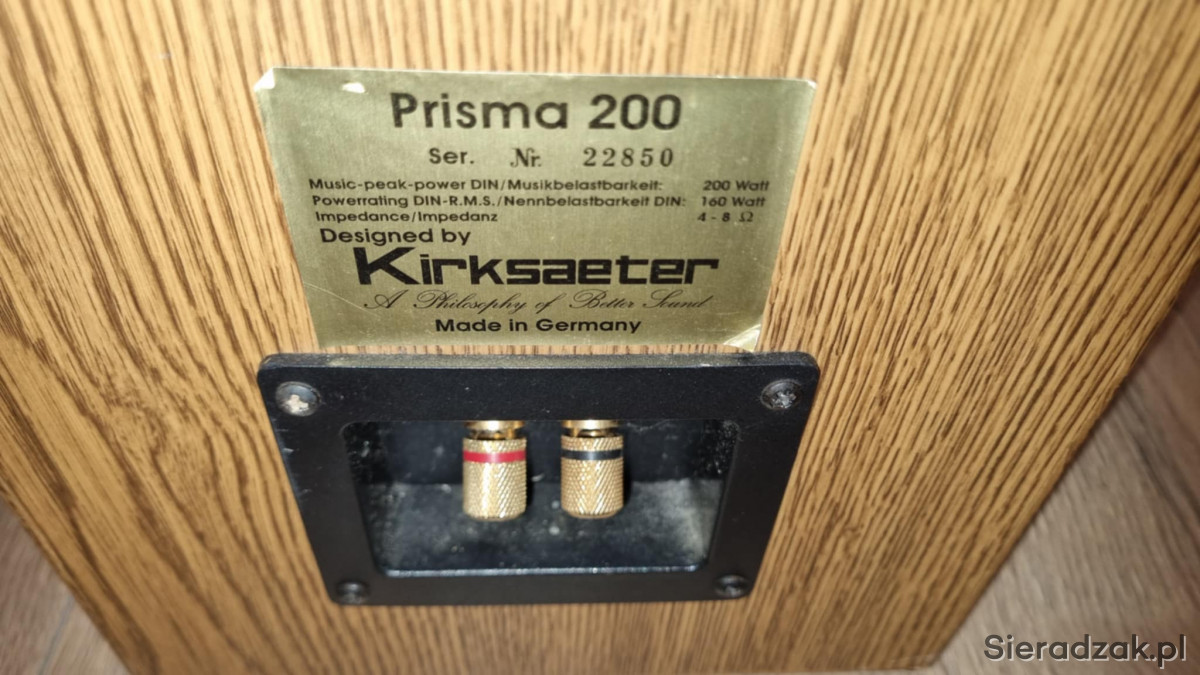 Prisma 200
Ser. Nr. 22850
Music-peak-power DIN/Musikbelastbarkeit: 200 Watt
Powerrating DIN-R.M.S./Nennbelastbarkeit DIN: 160 Watt
Impedance/Impedanz 4 - 8 Ω
Designed by
Kirksaeter
A Philosophy of Better Sound
Made in Germany
Sieradzak.pl